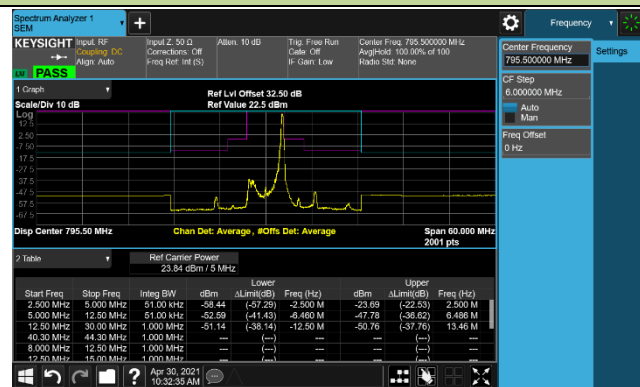 Spectrum Analyzer 1
SEM
Frequency
KEYSIGHT
Input: RF
Coupling: DC
Align: Auto
Input Z: 50 Ω
Corrections: Off
Freq Ref: Int (S)
Atten: 10 dB
Trig: Free Run
Gate: Off
IF Gain: Low
Center Freq: 795.500000 MHz
Avg|Hold: 100.00% of 100
Radio Std: None
PASS
Center Frequency
795.500000 MHz
Settings
CF Step
6.000000 MHz
Auto
Man
Freq Offset
0 Hz
1 Graph
Scale/Div 10 dB
Ref Lvl Offset 32.50 dB
Ref Value 22.5 dBm
Log
12.5
2.50
-7.50
-17.5
-27.5
-37.5
-47.5
-57.5
-67.5
Disp Center 795.50 MHz
Chan Det: Average, #Offs Det: Average
Span 60.000 MHz
2001 pts
2 Table
Ref Carrier Power
23.84 dBm / 5 MHz
Lower Upper
Start Freq Stop Freq Integ BW dBm ΔLimit(dB) Freq (Hz) dBm ΔLimit(dB) Freq (Hz)
2.500 MHz 5.000 MHz 51.00 kHz -58.44 (-57.29) -2.500 M -23.69 (-22.53) 2.500 M
5.000 MHz 12.50 MHz 51.00 kHz -52.59 (-41.43) -6.460 M -47.78 (-36.62) 6.486 M
12.50 MHz 30.00 MHz 1.000 MHz -51.14 (-38.14) -12.50 M -50.76 (-37.76) 13.46 M
40.30 MHz 44.30 MHz 1.000 MHz --- (---) --- --- (---) ---
8.000 MHz 12.50 MHz 1.000 MHz --- (---) --- --- (---) ---
12.50 MHz 15.00 MHz 1.000 MHz --- (---) --- --- (---) ---
Apr 30, 2021
10:32:35 AM